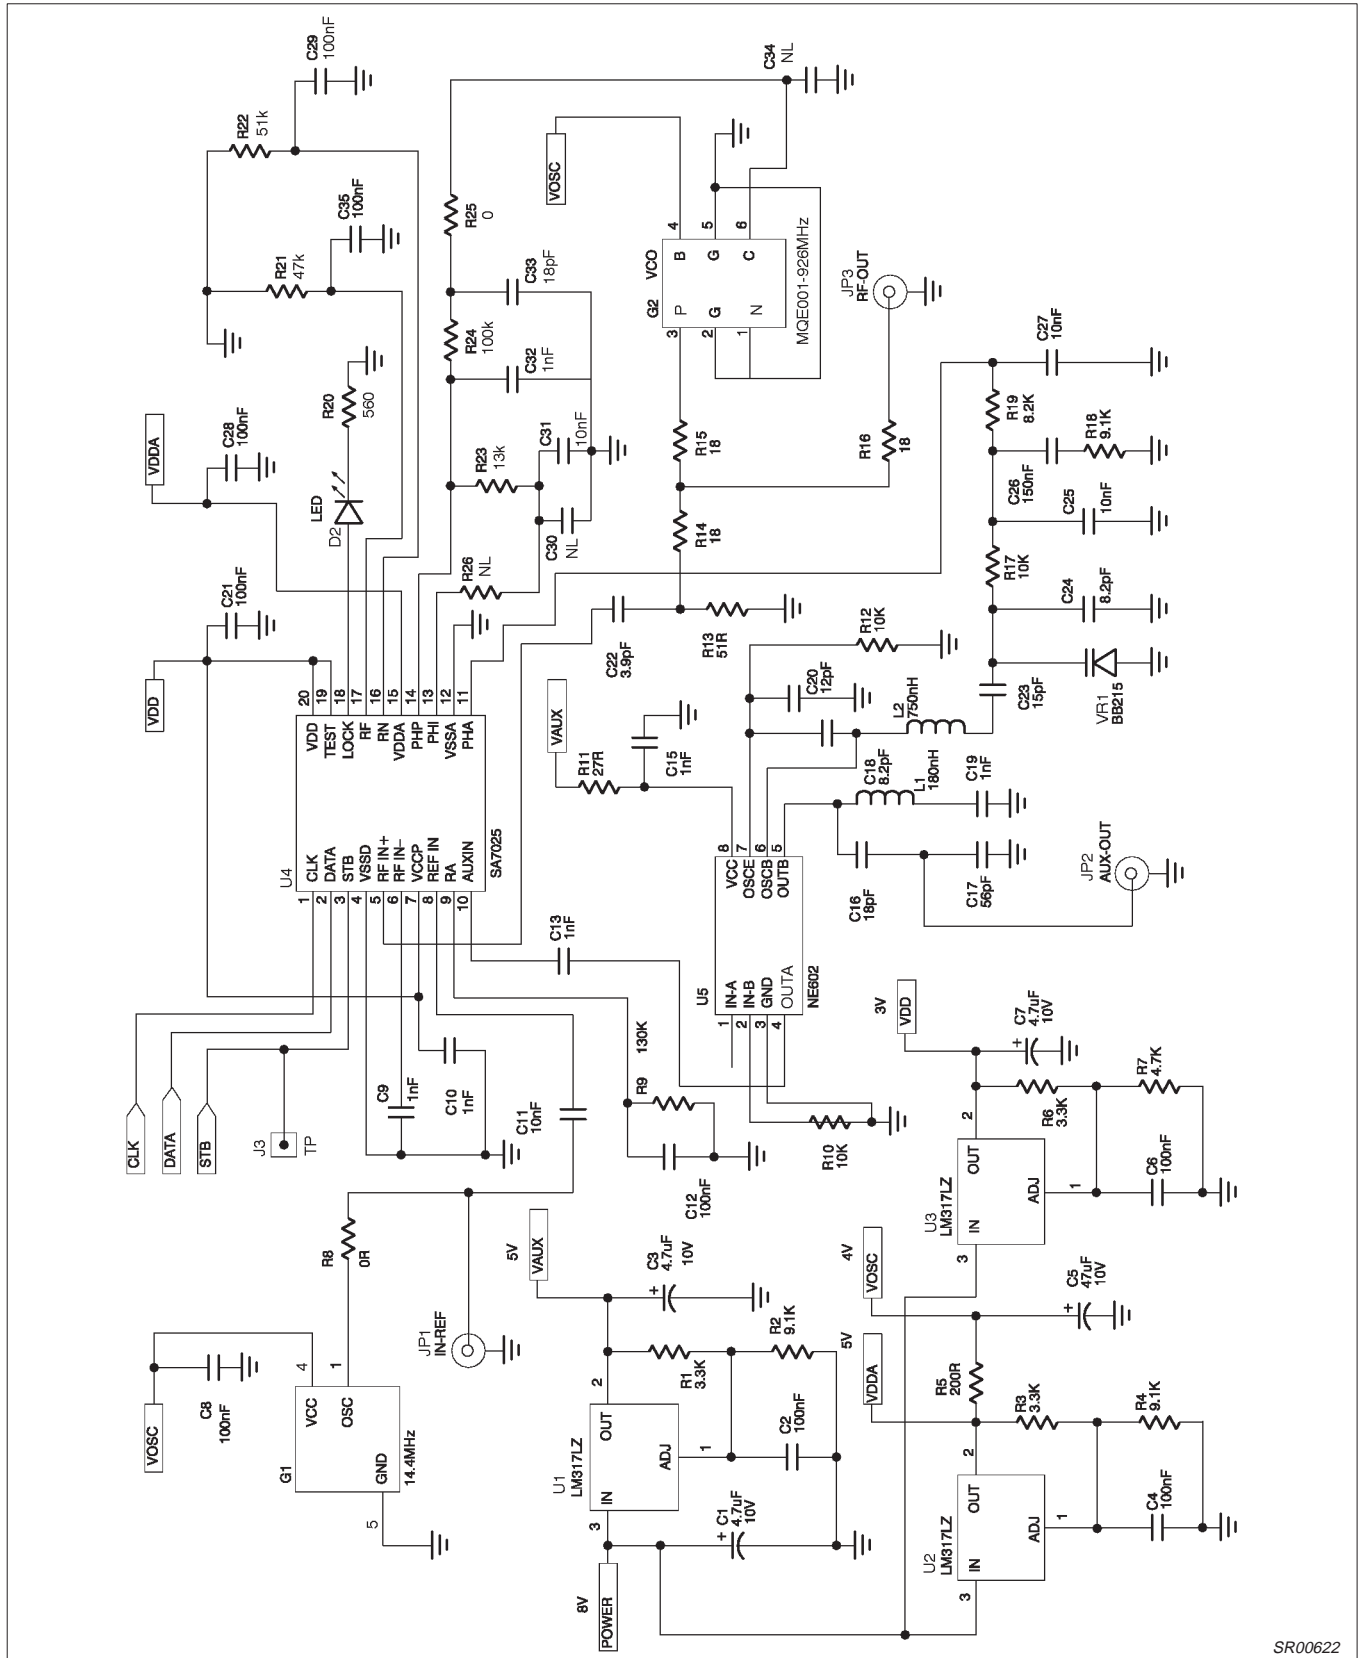 C29
100nF
C34
NL
R22
51k
VOSC
C35
100nF
R25
0
R21
47k
4
5
6
VCO
B
G
C
G2
P
G
N
3
2
1
MQE001-926MHz
C33
18pF
JP3
RF-OUT
R24
100k
C32
1nF
C27
10nF
R20
560
R19
8.2K
VDDA
C28
100nF
R15
18
R16
18
R18
9.1K
C31
10nF
R23
13k
C26
150nF
LED
D2
C25
10nF
R14
18
C30
NL
R17
10K
R26
NL
C21
100nF
C24
8.2pF
R13
51R
R12
10K
C22
3.9pF
C20
12pF
VDD
C23
15pF
VR1
BB215
20
19
18
17
16
15
14
13
12
11
VDD
TEST
LOCK
RF
RN
VDDA
PHP
PHI
VSSA
PHA
VAUX
R11
27R
C15
1nF
L2
750nH
C18
8.2pF
L1
180nH
C19
1nF
U4
CLK
DATA
STB
VSSD
RF IN+
RF IN–
VCCP
REF IN
RA
AUXIN
SA7025
1
2
3
4
5
6
7
8
9
10
8
7
6
5
VCC
OSCE
OSCB
OUTB
JP2
AUX-OUT
C16
18pF
C17
56pF
C13
1nF
U5
IN-A
IN-B
GND
OUTA
NE602
1
2
3
4
3V
VDD
C7
4.7uF
10V
+
130K
R9
C9
1nF
C10
1nF
C11
10nF
R7
4.7K
R6
3.3K
2
CLK
DATA
STB
J3
TP
R10
10K
U3
LM317LZ
OUT
IN
ADJ
1
3
C6
100nF
C12
100nF
R8
0R
5V
VAUX
C3
4.7uF
10V
+
4V
VOSC
C5
47uF
10V
+
JP1
IN-REF
R2
9.1K
R1
3.3K
5V
VDDA
R5
200R
4
1
2
R3
3.3K
R4
9.1K
VOSC
C8
100nF
G1
VCC
OSC
GND
14.4MHz
5
U1
LM317LZ
OUT
IN
ADJ
1
3
C2
100nF
2
U2
LM317LZ
OUT
IN
ADJ
1
3
C4
100nF
C1
4.7uF
10V
+
8V
POWER
SR00622